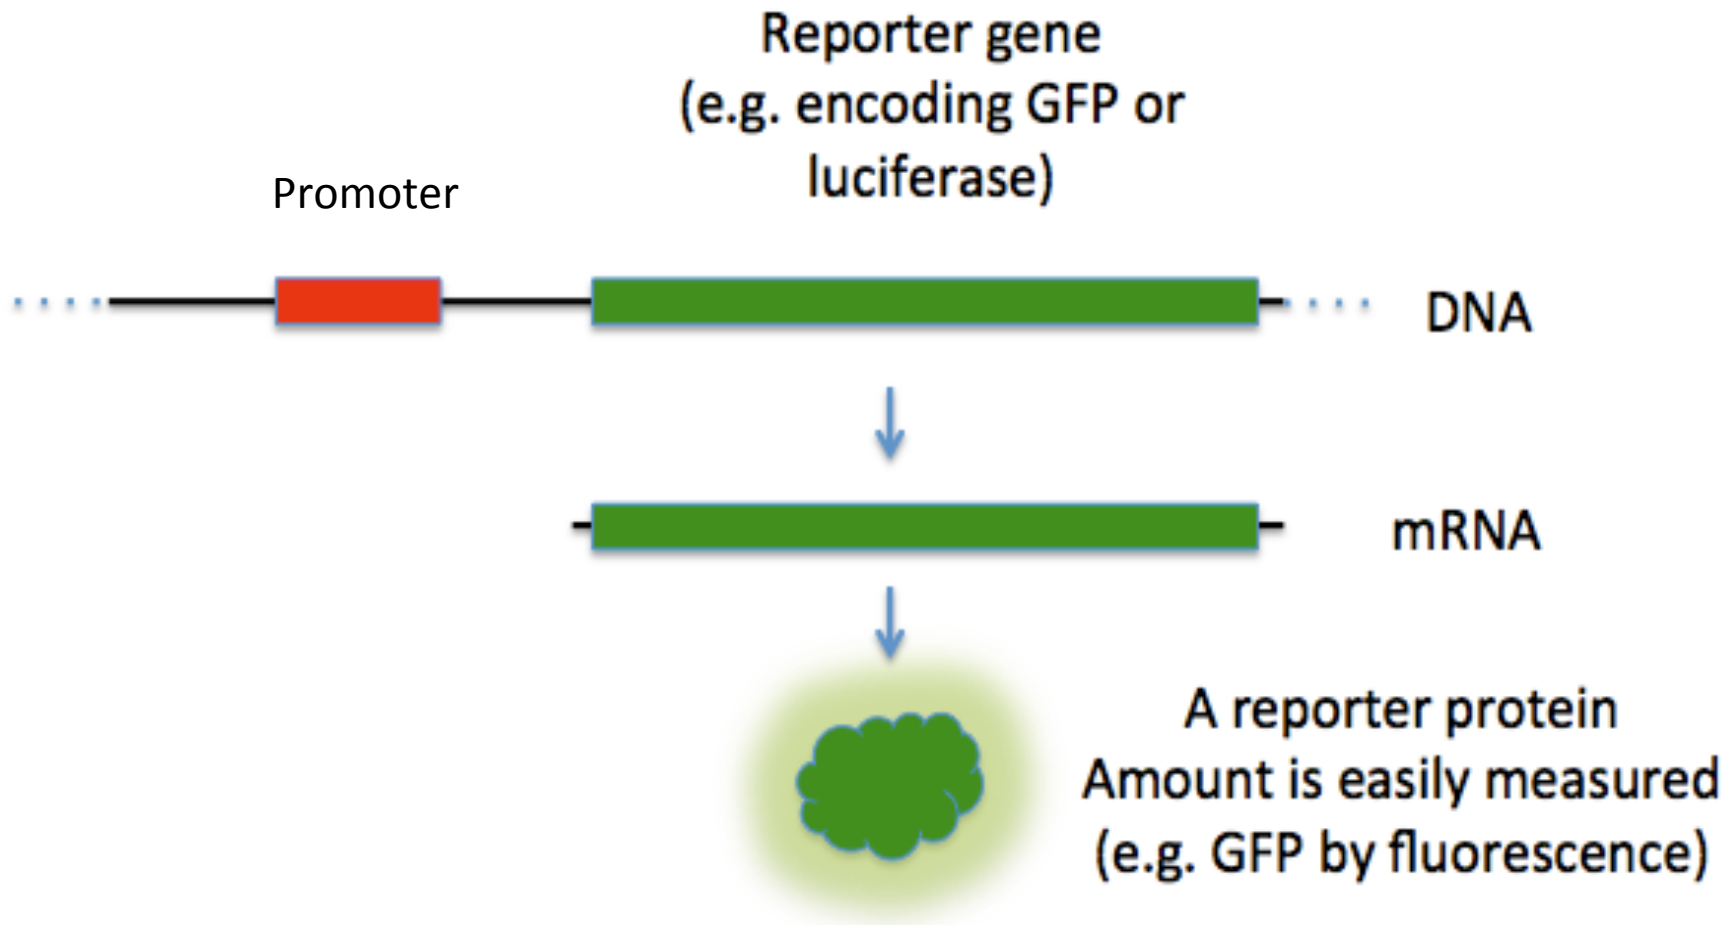 Reporter gene
(e.g. encoding GFP or
luciferase)
Promoter
DNA
mRNA
A reporter protein
Amount is easily measured
(e.g. GFP by fluorescence)